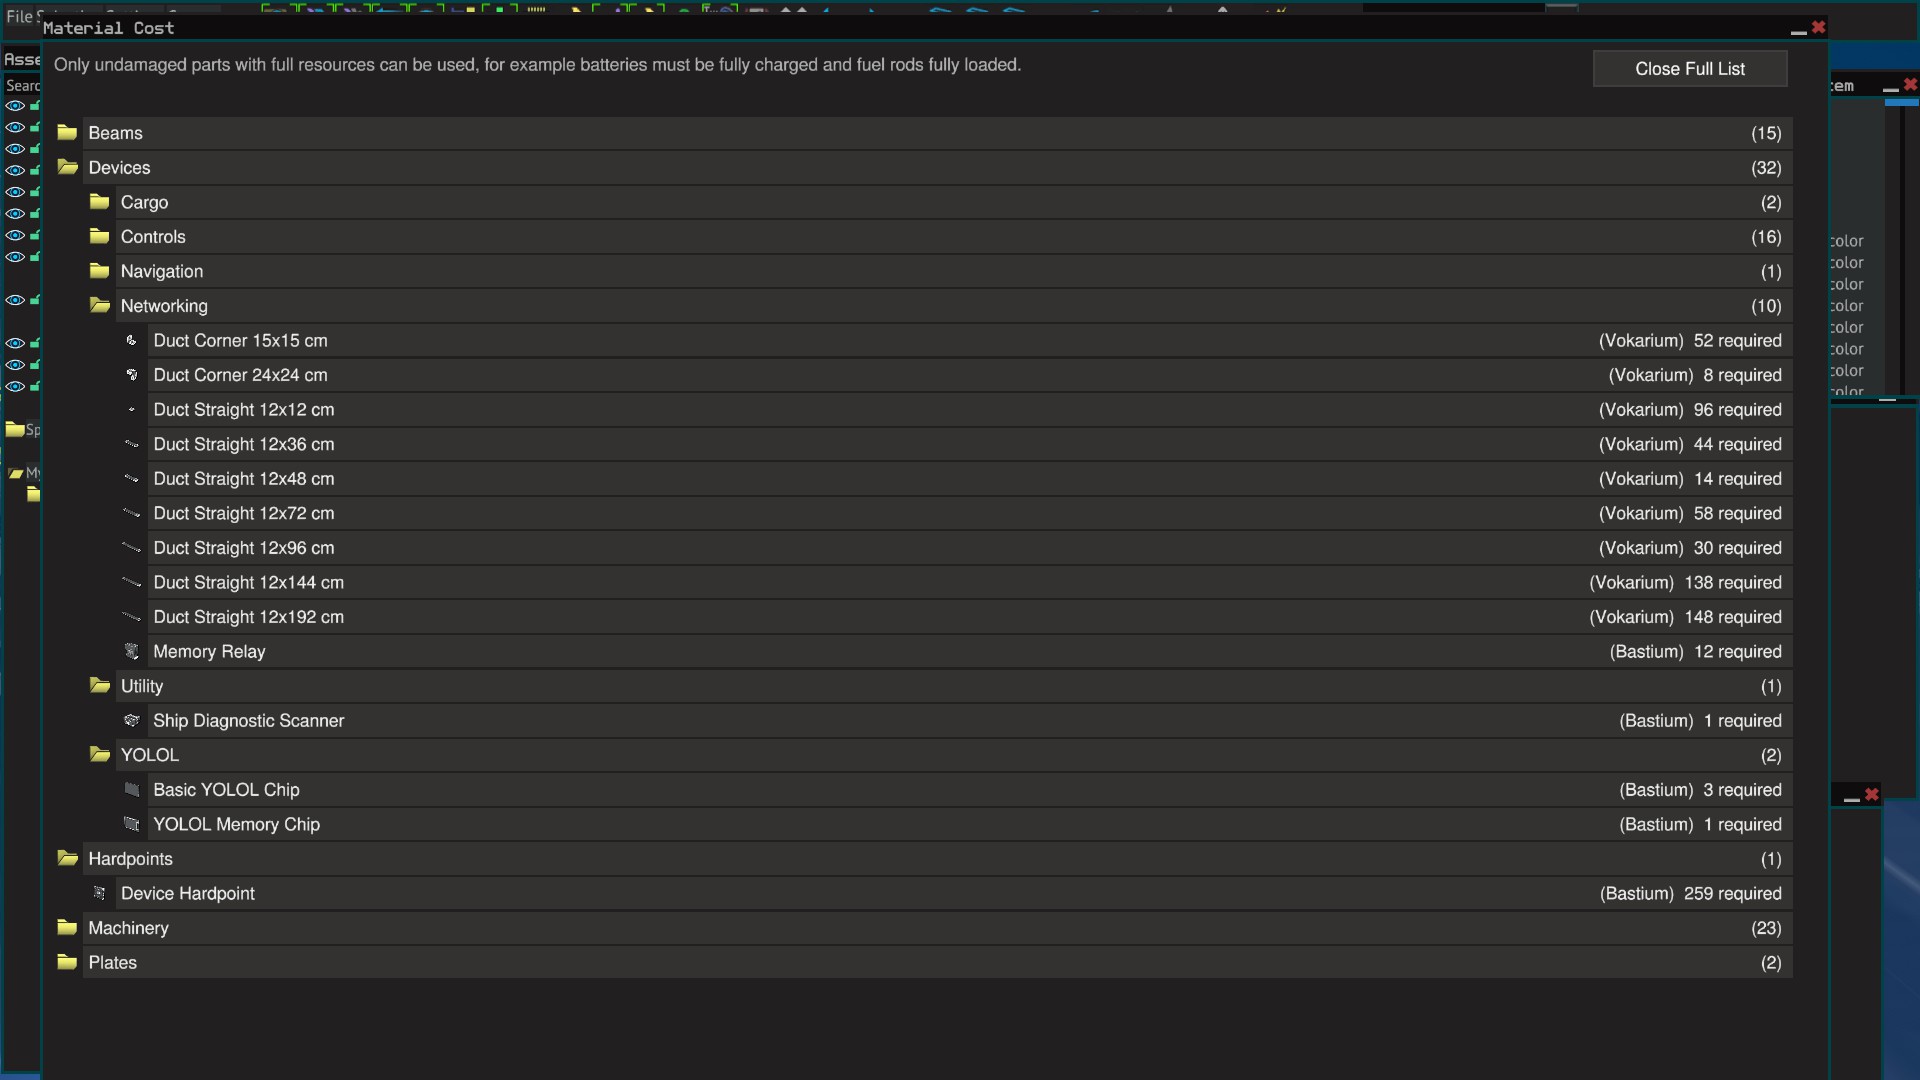 File
Material Cost
Asse
Only undamaged parts with full resources can be used, for example batteries must be fully charged and fuel rods fully loaded.
Close Full List
Searc
em
Beams (15)
Devices (32)
Cargo (2)
Controls (16)
color
Navigation (1)
color
color
Networking (10)
color
color
Duct Corner 15x15 cm (Vokarium) 52 required
color
Duct Corner 24x24 cm (Vokarium) 8 required
color
color
Duct Straight 12x12 cm (Vokarium) 96 required
Sp
Duct Straight 12x36 cm (Vokarium) 44 required
My
Duct Straight 12x48 cm (Vokarium) 14 required
Duct Straight 12x72 cm (Vokarium) 58 required
Duct Straight 12x96 cm (Vokarium) 30 required
Duct Straight 12x144 cm (Vokarium) 138 required
Duct Straight 12x192 cm (Vokarium) 148 required
Memory Relay (Bastium) 12 required
Utility (1)
Ship Diagnostic Scanner (Bastium) 1 required
YOLOL (2)
Basic YOLOL Chip (Bastium) 3 required
YOLOL Memory Chip (Bastium) 1 required
Hardpoints (1)
Device Hardpoint (Bastium) 259 required
Machinery (23)
Plates (2)